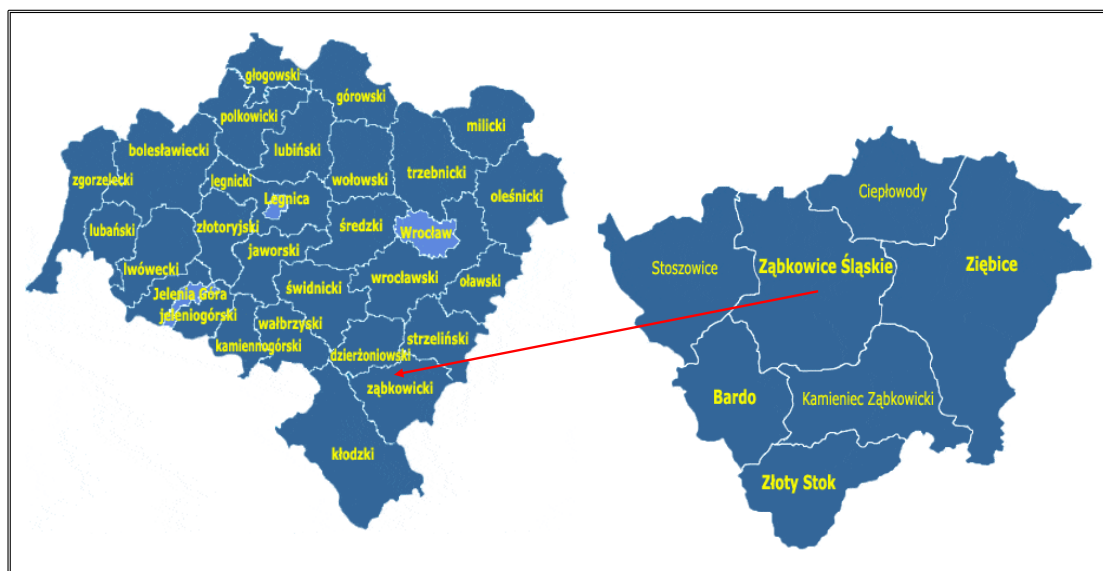 głogowski
górowski
polkowicki
milicki
bolesławiecki
lubiński
zgorzelecki
legnicki
wołowski
trzebnicki
oleśnicki
Legnica
lubański
złotoryjski
średzki
Wrocław
jaworski
lwówecki
wrocławski
oławski
Jelenia Góra
świdnicki
jeleniogórski
wałbrzyski
strzeliński
kamiennogórski
dzierżoniowski
ząbkowicki
kłodzki
Ciepłowody
Stoszowice
Ząbkowice Śląskie
Ziębice
Bardo
Kamieniec Ząbkowicki
Złoty Stok